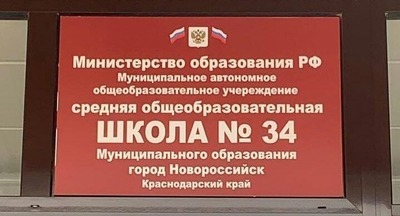 Министерство образования РФ
Муниципальное автономное
общеобразовательное учереждение
средняя общеобразовательная
ШКОЛА № 34
Муниципального образования
город Новороссийск
Краснодарский край